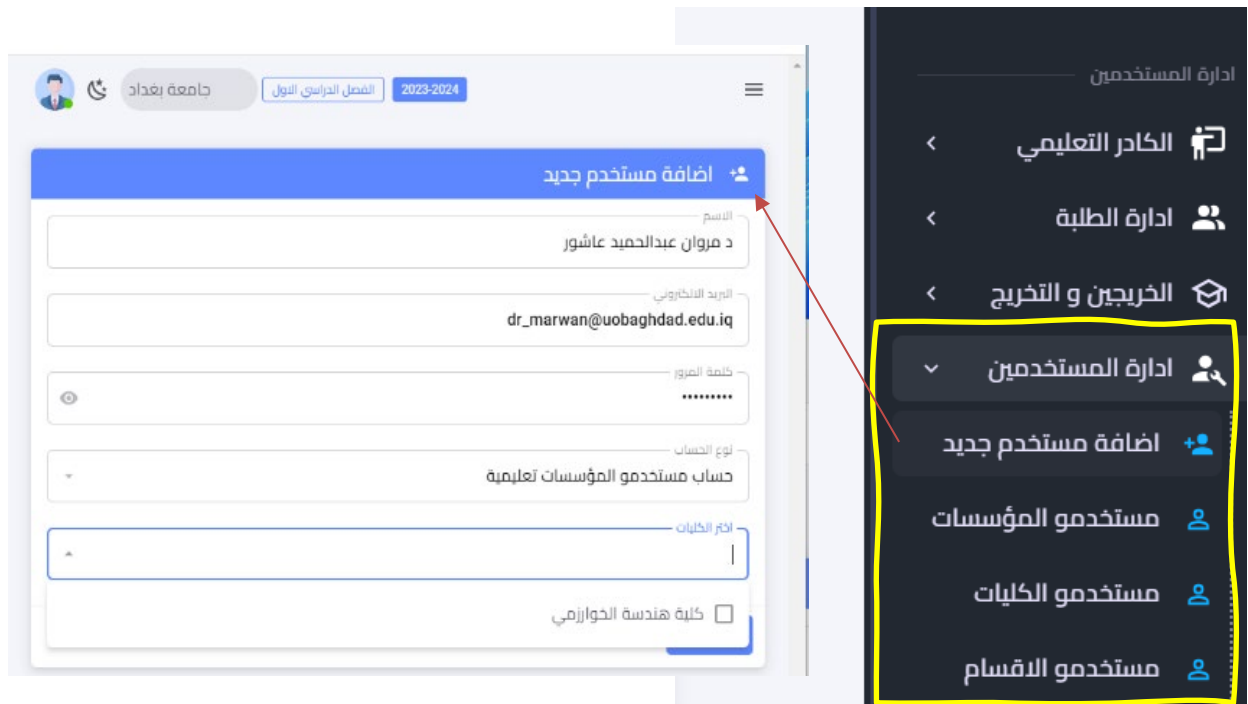 ادارة المستخدمين
الكادر التعليمي
ادارة الطلبة
الخريجين و التخريج
ادارة المستخدمين
اضافة مستخدم جديد
مستخدمو المؤسسات
مستخدمو الكليات
مستخدمو الاقسام
2023-2024
الفصل الدراسي الاول
جامعة بغداد
اضافة مستخدم جديد
الاسم
د مروان عبدالحميد عاشور
البريد الالكتروني
dr_marwan@uobaghdad.edu.iq
كلمة المرور
•••••••••
نوع الحساب
حساب مستخدمو المؤسسات تعليمية
اختر الكليات
كلية هندسة الخوارزمي